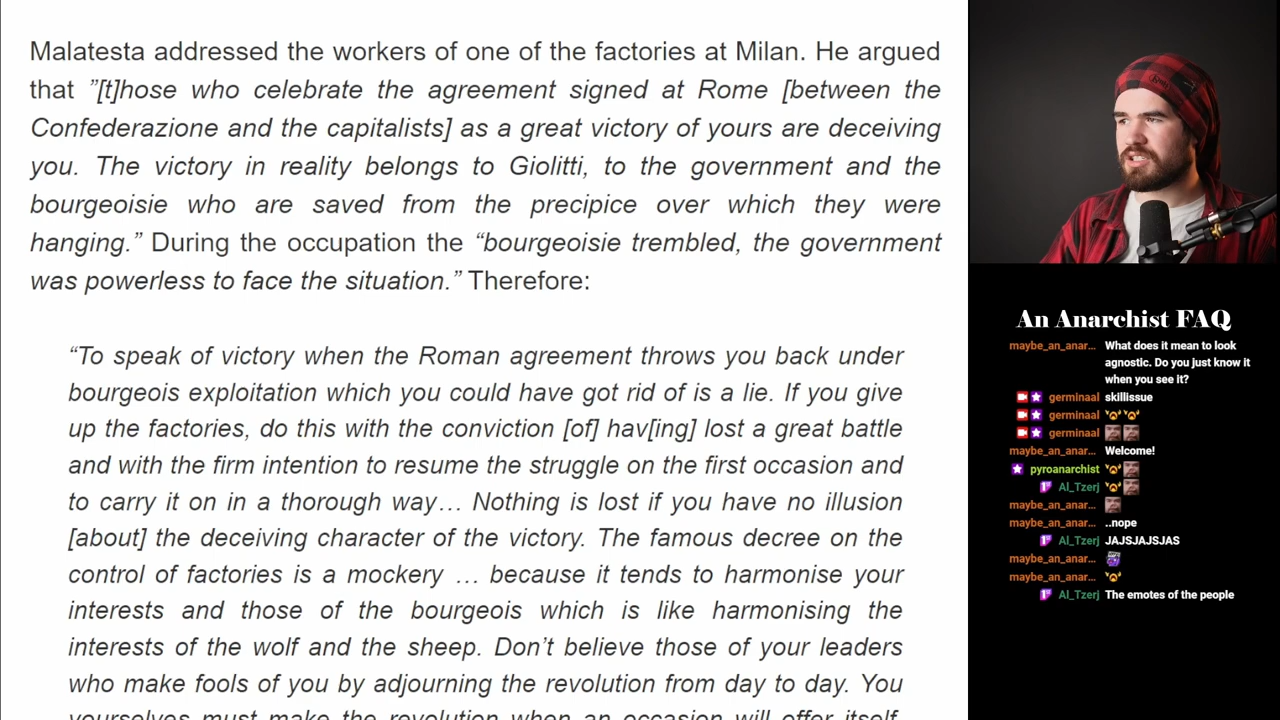 Malatesta addressed the workers of one of the factories at Milan. He argued
that ”[t]hose who celebrate the agreement signed at Rome [between the
Confederazione and the capitalists] as a great victory of yours are deceiving
you. The victory in reality belongs to Giolitti, to the government and the
bourgeoisie who are saved from the precipice over which they were
hanging.” During the occupation the “bourgeoisie trembled, the government
was powerless to face the situation.” Therefore:
“To speak of victory when the Roman agreement throws you back under
bourgeois exploitation which you could have got rid of is a lie. If you give
up the factories, do this with the conviction [of] hav[ing] lost a great battle
and with the firm intention to resume the struggle on the first occasion and
to carry it on in a thorough way… Nothing is lost if you have no illusion
[about] the deceiving character of the victory. The famous decree on the
control of factories is a mockery … because it tends to harmonise your
interests and those of the bourgeois which is like harmonising the
interests of the wolf and the sheep. Don’t believe those of your leaders
who make fools of you by adjourning the revolution from day to day. You
yourselves must make the revolution when an occasion will offer itself,
An Anarchist FAQ
maybe_an_anar... What does it mean to look
agnostic. Do you just know it
when you see it?
germinaal skillissue
germinaal
germinaal
maybe_an_anar... Welcome!
pyroanarchist
Al_Tzerj
maybe_an_anar...
maybe_an_anar... ..nope
Al_Tzerj JAJSJAJSJAS
maybe_an_anar...
maybe_an_anar...
Al_Tzerj The emotes of the people